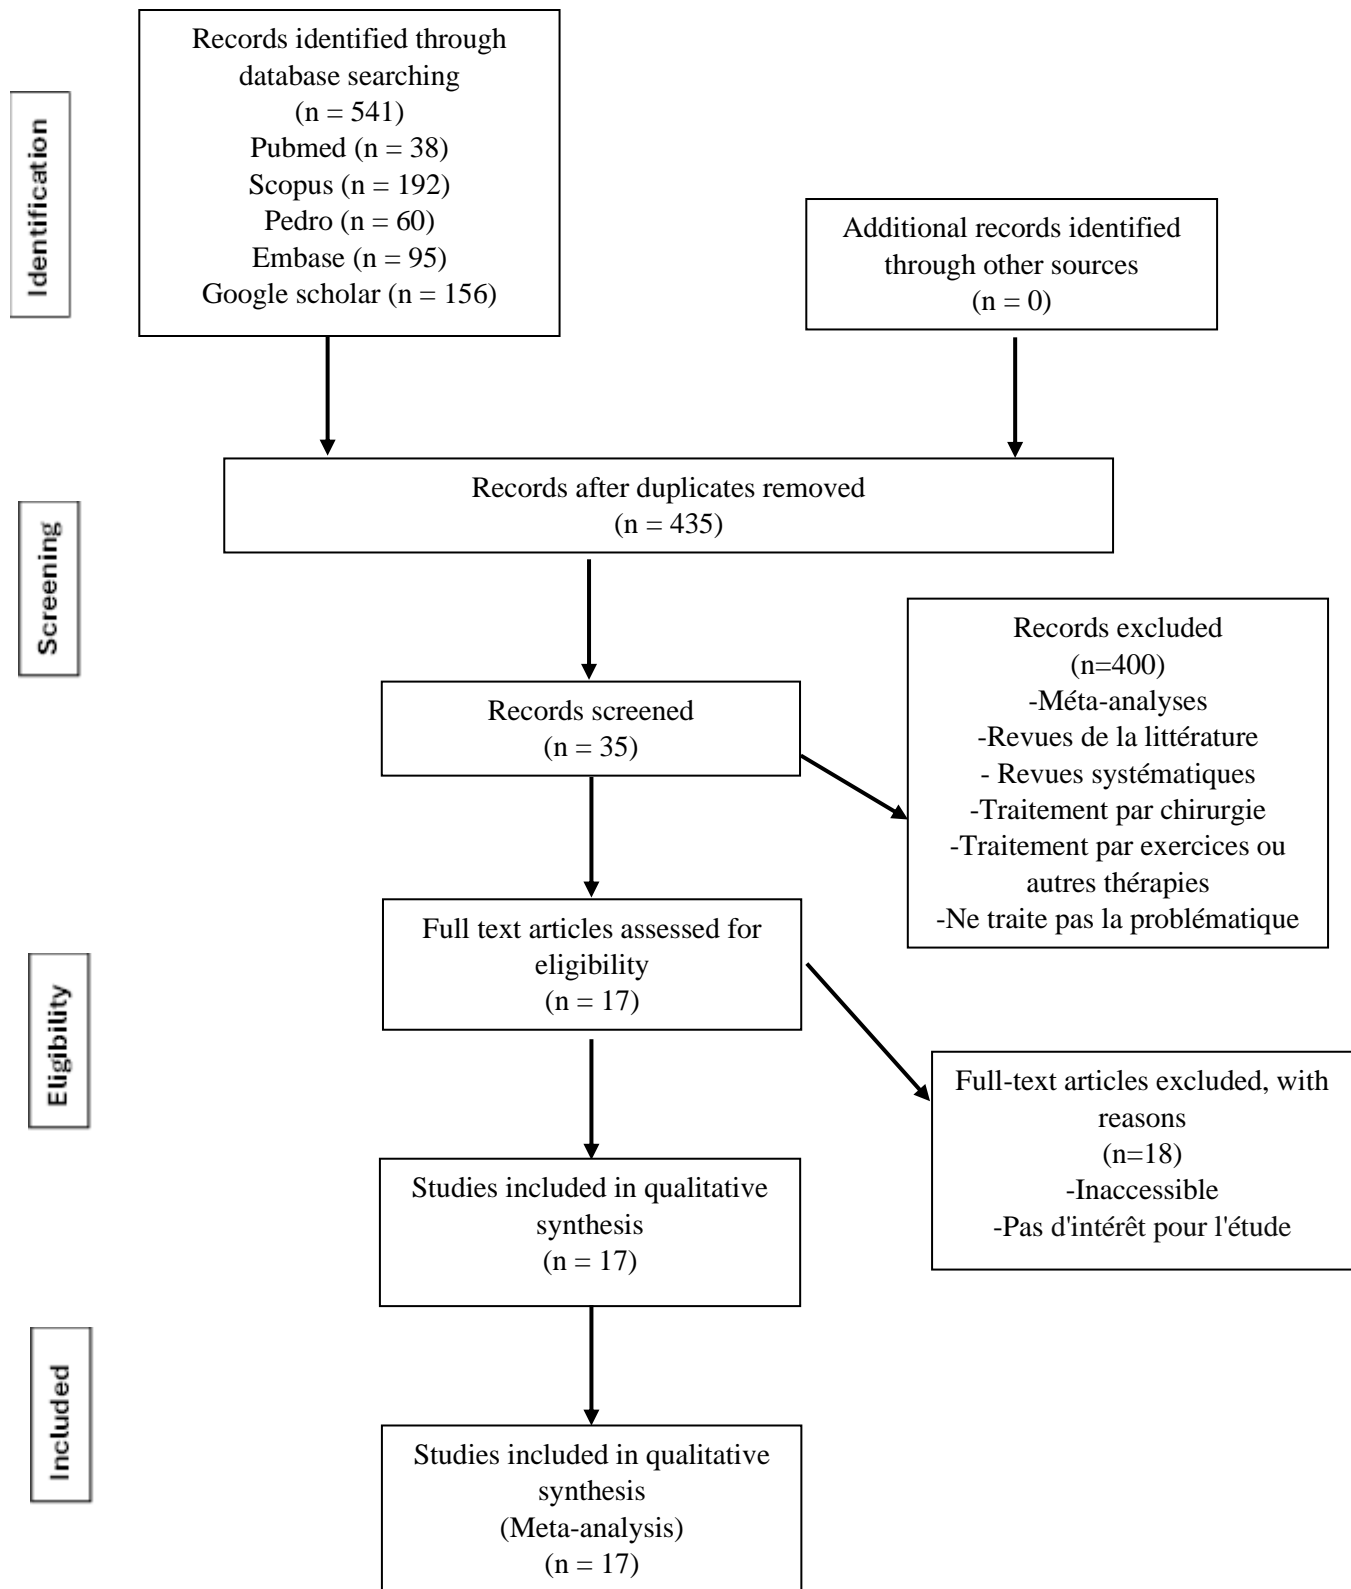 Records identified through
database searching
(n = 541)
Pubmed (n = 38)
Scopus (n = 192)
Pedro (n = 60)
Embase (n = 95)
Google scholar (n = 156)
Identification
Additional records identified
through other sources
(n = 0)
Records after duplicates removed
(n = 435)
Screening
Records screened
(n = 35)
Records excluded
(n=400)
-Méta-analyses
-Revues de la littérature
- Revues systématiques
-Traitement par chirurgie
-Traitement par exercices ou
autres thérapies
-Ne traite pas la problématique
Full text articles assessed for
eligibility
(n = 17)
Eligibility
Full-text articles excluded, with
reasons
(n=18)
-Inaccessible
-Pas d'intérêt pour l'étude
Studies included in qualitative
synthesis
(n = 17)
Included
Studies included in qualitative
synthesis
(Meta-analysis)
(n = 17)